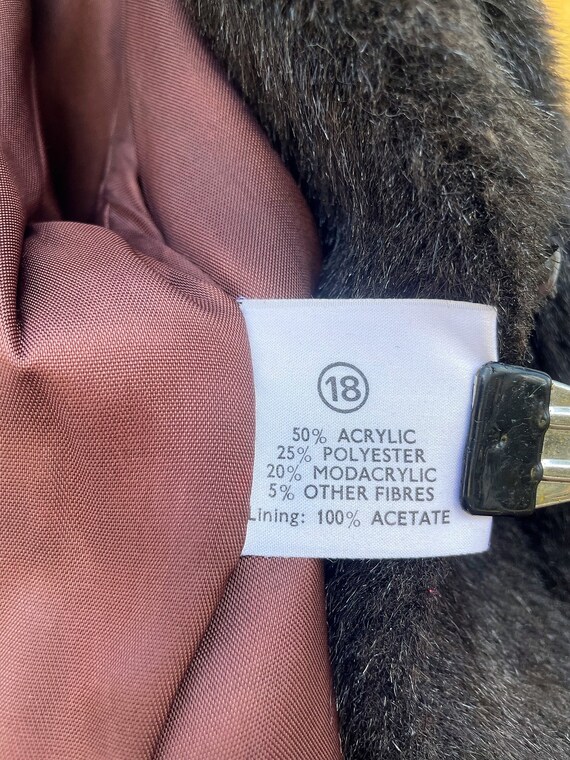 18
50% ACRYLIC
25% POLYESTER
20% MODACRYLIC
5% OTHER FIBRES
Lining: 100% ACETATE